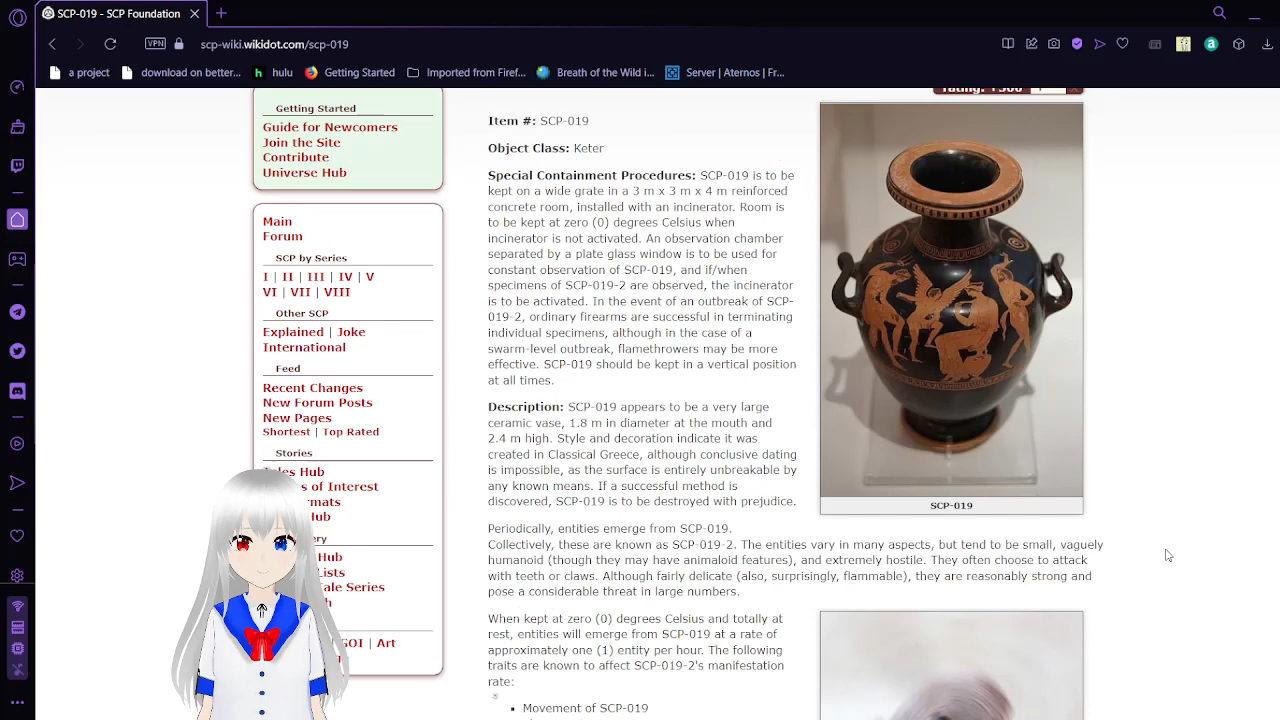 SCP-019 - SCP Foundation
VPN
scp-wiki.wikidot.com/scp-019
a project
download on better...
hulu
Getting Started
Imported from Firef...
Breath of the Wild i...
Server | Aternos | Fr...
Getting Started
Guide for Newcomers
Join the Site
Contribute
Universe Hub
Main
Forum
SCP by Series
I | II | III | IV | V
VI | VII | VIII
Other SCP
Explained | Joke
International
Feed
Recent Changes
New Forum Posts
New Pages
Shortest | Top Rated
Stories
Hub
of Interest
Hub
Lists
Tale Series
GOI | Art
Item #: SCP-019
Object Class: Keter
Special Containment Procedures: SCP-019 is to be
kept on a wide grate in a 3 m x 3 m x 4 m reinforced
concrete room, installed with an incinerator. Room is
to be kept at zero (0) degrees Celsius when
incinerator is not activated. An observation chamber
separated by a plate glass window is to be used for
constant observation of SCP-019, and if/when
specimens of SCP-019-2 are observed, the incinerator
is to be activated. In the event of an outbreak of SCP-
019-2, ordinary firearms are successful in terminating
individual specimens, although in the case of a
swarm-level outbreak, flamethrowers may be more
effective. SCP-019 should be kept in a vertical position
at all times.
Description: SCP-019 appears to be a very large
ceramic vase, 1.8 m in diameter at the mouth and
2.4 m high. Style and decoration indicate it was
created in Classical Greece, although conclusive dating
is impossible, as the surface is entirely unbreakable by
any known means. If a successful method is
discovered, SCP-019 is to be destroyed with prejudice.
SCP-019
Periodically, entities emerge from SCP-019.
Collectively, these are known as SCP-019-2. The entities vary in many aspects, but tend to be small, vaguely
humanoid (though they may have animaloid features), and extremely hostile. They often choose to attack
with teeth or claws. Although fairly delicate (also, surprisingly, flammable), they are reasonably strong and
pose a considerable threat in large numbers.
When kept at zero (0) degrees Celsius and totally at
rest, entities will emerge from SCP-019 at a rate of
approximately one (1) entity per hour. The following
traits are known to affect SCP-019-2's manifestation
rate:
Movement of SCP-019